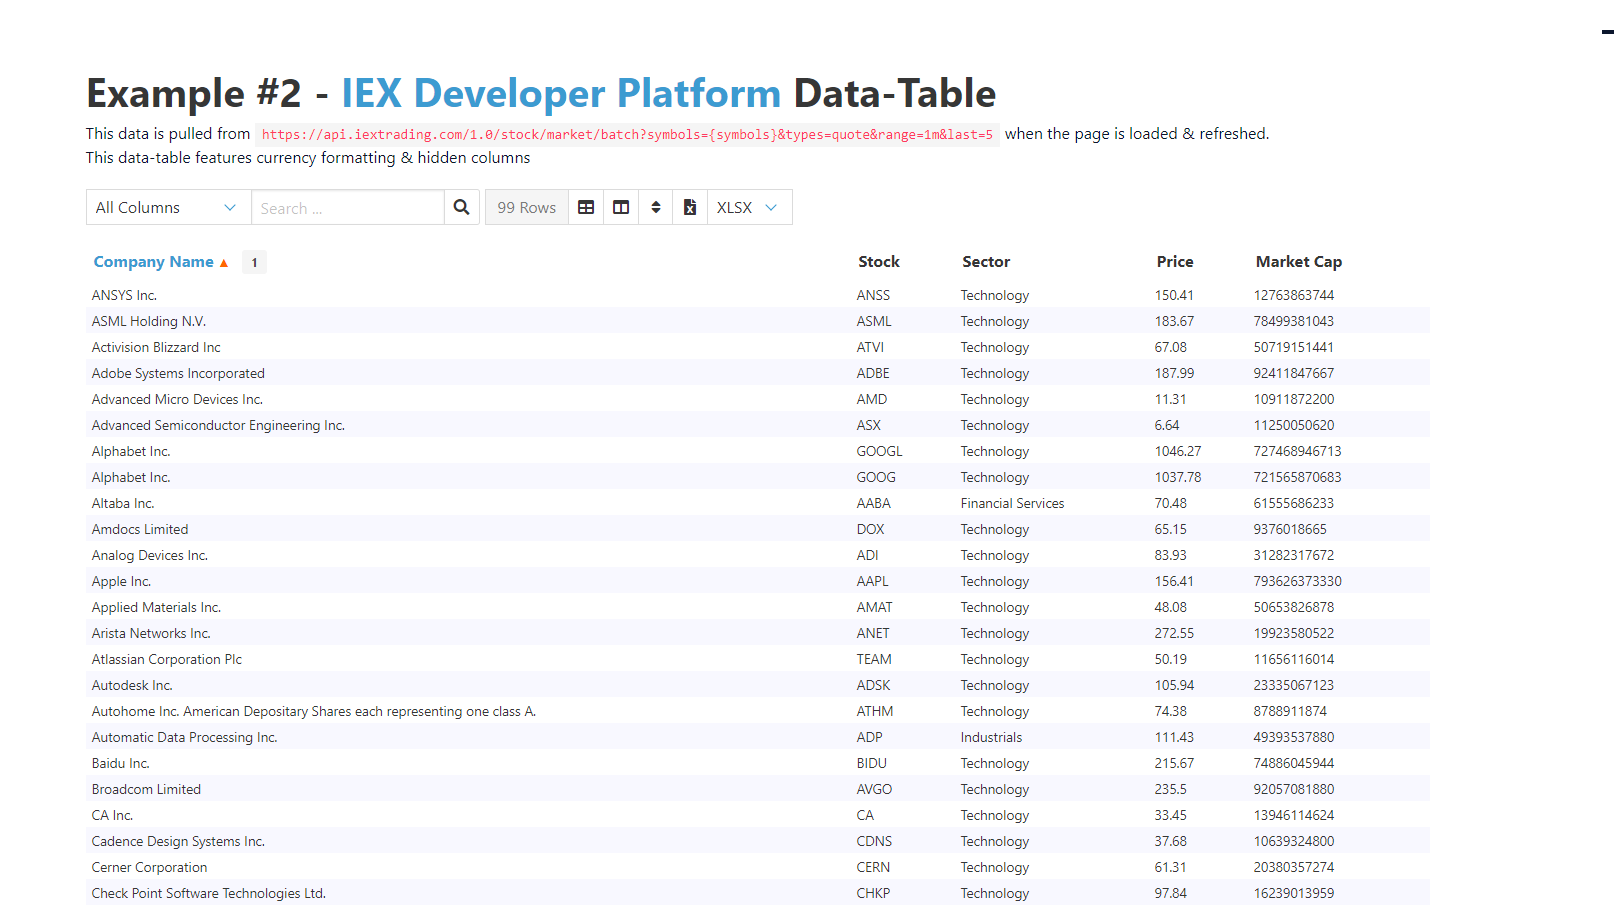 Example #2 - IEX Developer Platform Data-Table
This data is pulled from https://api.iextrading.com/1.0/stock/market/batch?symbols={symbols}&types=quote&range=1m&last=5 when the page is loaded & refreshed.
This data-table features currency formatting & hidden columns
All Columns Search ... 99 Rows XLSX
Company Name ▲ 1 Stock Sector Price Market Cap
ANSYS Inc. ANSS Technology 150.41 12763863744
ASML Holding N.V. ASML Technology 183.67 78499381043
Activision Blizzard Inc ATVI Technology 67.08 50719151441
Adobe Systems Incorporated ADBE Technology 187.99 92411847667
Advanced Micro Devices Inc. AMD Technology 11.31 10911872200
Advanced Semiconductor Engineering Inc. ASX Technology 6.64 11250050620
Alphabet Inc. GOOGL Technology 1046.27 727468946713
Alphabet Inc. GOOG Technology 1037.78 721565870683
Altaba Inc. AABA Financial Services 70.48 61555686233
Amdocs Limited DOX Technology 65.15 9376018665
Analog Devices Inc. ADI Technology 83.93 31282317672
Apple Inc. AAPL Technology 156.41 793626373330
Applied Materials Inc. AMAT Technology 48.08 50653826878
Arista Networks Inc. ANET Technology 272.55 19923580522
Atlassian Corporation Plc TEAM Technology 50.19 11656116014
Autodesk Inc. ADSK Technology 105.94 23335067123
Autohome Inc. American Depositary Shares each representing one class A. ATHM Technology 74.38 8788911874
Automatic Data Processing Inc. ADP Industrials 111.43 49393537880
Baidu Inc. BIDU Technology 215.67 74886045944
Broadcom Limited AVGO Technology 235.5 92057081880
CA Inc. CA Technology 33.45 13946114624
Cadence Design Systems Inc. CDNS Technology 37.68 10639324800
Cerner Corporation CERN Technology 61.31 20380357274
Check Point Software Technologies Ltd. CHKP Technology 97.84 16239013959